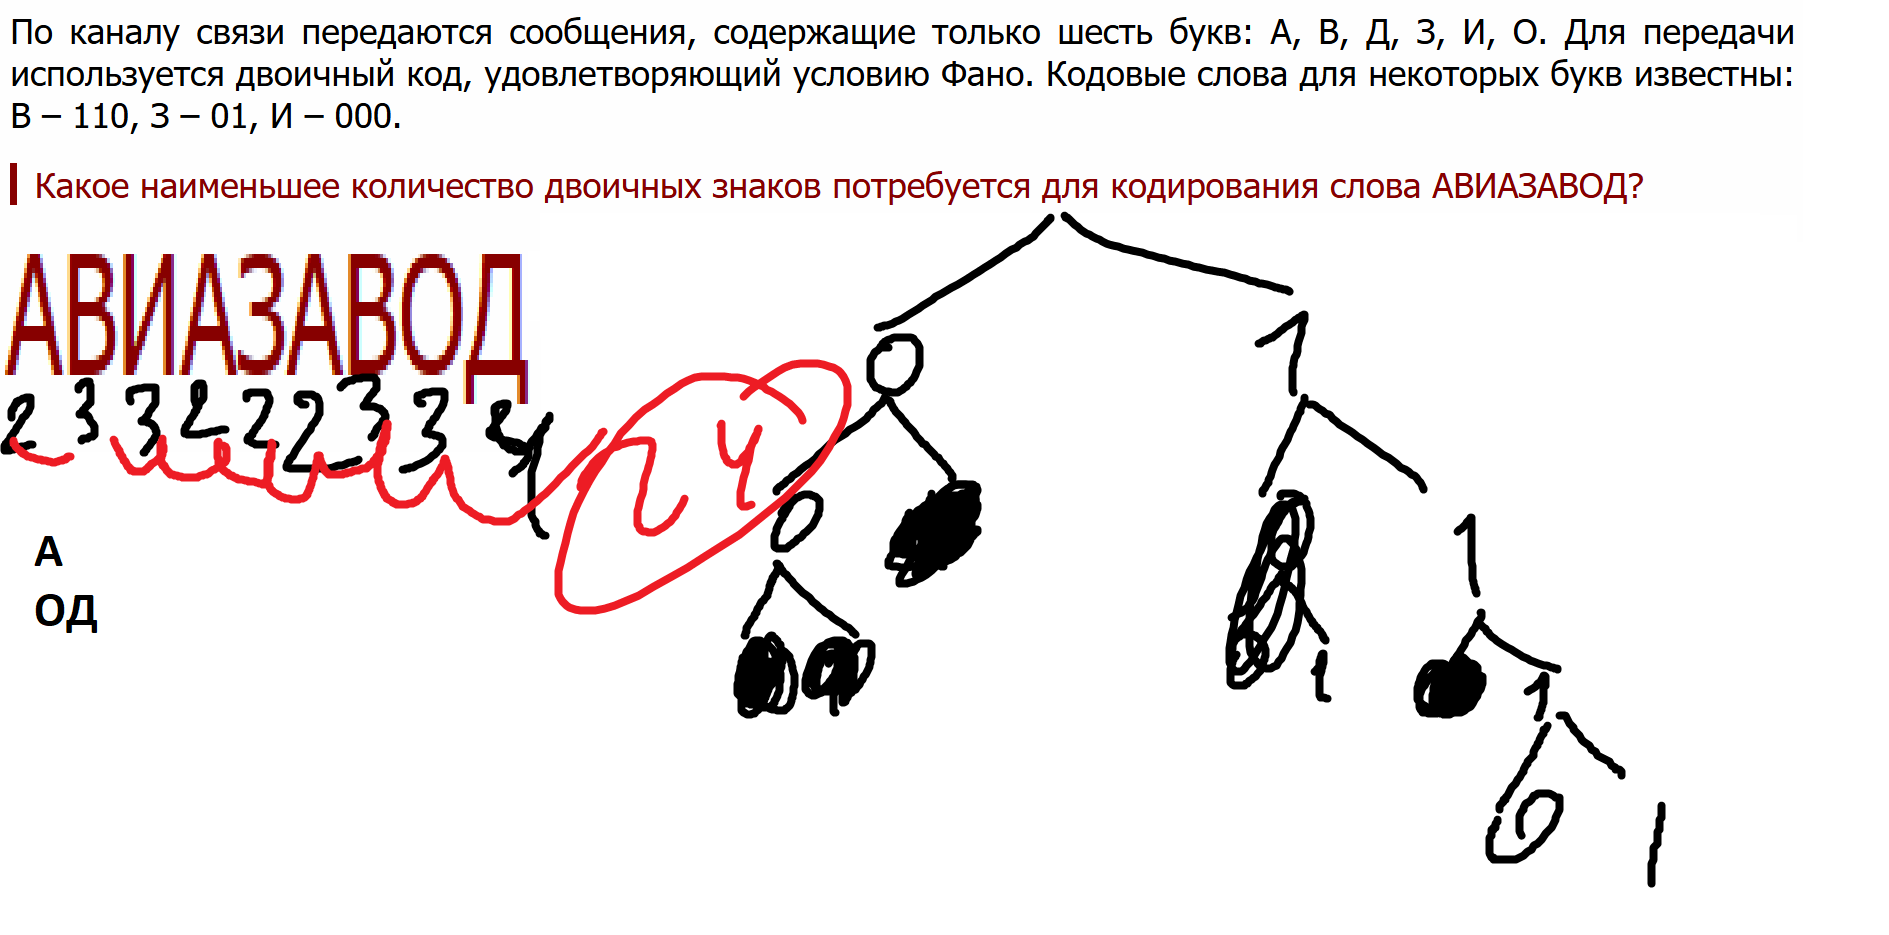 По каналу связи передаются сообщения, содержащие только шесть букв: А, В, Д, З, И, О. Для передачи
используется двоичный код, удовлетворяющий условию Фано. Кодовые слова для некоторых букв известны:
В – 110, З – 01, И – 000.
Какое наименьшее количество двоичных знаков потребуется для кодирования слова АВИАЗАВОД?
АВИАЗАВОД
2 3 3 2 2 2 3 3 4
24
А
ОД
0 1
0
1
1
1
0 1